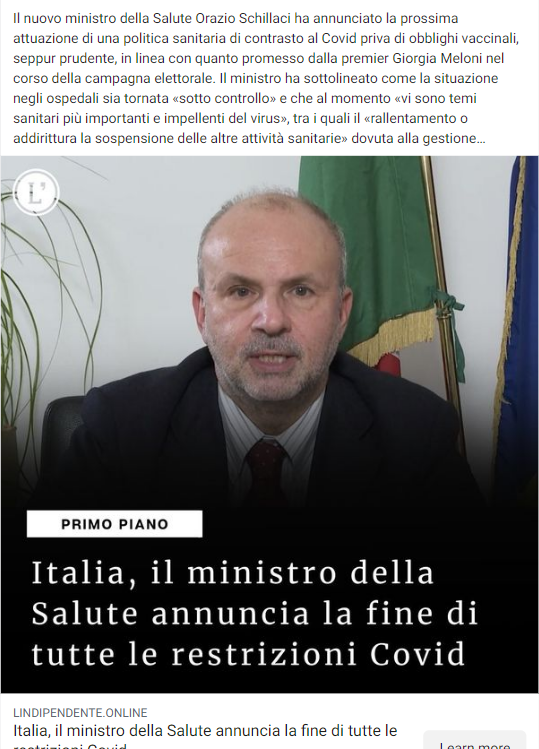 Il nuovo ministro della Salute Orazio Schillaci ha annunciato la prossima
attuazione di una politica sanitaria di contrasto al Covid priva di obblighi vaccinali,
seppur prudente, in linea con quanto promesso dalla premier Giorgia Meloni nel
corso della campagna elettorale. Il ministro ha sottolineato come la situazione
negli ospedali sia tornata «sotto controllo» e che al momento «vi sono temi
sanitari più importanti e impellenti del virus», tra i quali il «rallentamento o
addirittura la sospensione delle altre attività sanitarie» dovuta alla gestione...
L'
PRIMO PIANO
Italia, il ministro della
Salute annuncia la fine di
tutte le restrizioni Covid
LINDIPENDENTE.ONLINE
Italia, il ministro della Salute annuncia la fine di tutte le
restrizioni Covid
Learn more